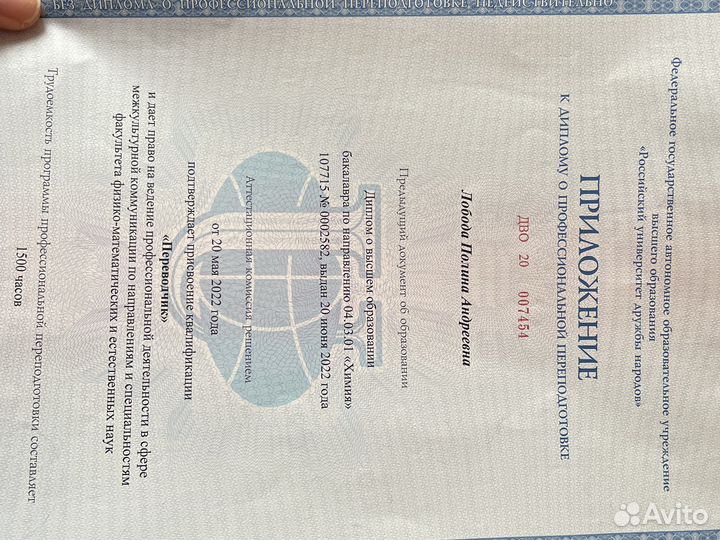 Федеральное государственное автономное образовательное учреждение
высшего образования
«Российский университет дружбы народов»
ПРИЛОЖЕНИЕ
К ДИПЛОМУ О ПРОФЕССИОНАЛЬНОЙ ПЕРЕПОДГОТОВКЕ
ДВО 20 007454
Лобода Полина Андреевна
Предыдущий документ об образовании
Диплом о высшем образовании
бакалавра по направлению 04.03.01 «Химия»
107715 № 0002582, выдан 20 июня 2022 года
Аттестационная комиссия решением
от 20 мая 2022 года
подтверждает присвоение квалификации
«Переводчик»
и дает право на ведение профессиональной деятельности в сфере
межкультурной коммуникации по направлениям и специальностям
факультета физико-математических и естественных наук
Трудоемкость программы профессиональной переподготовки составляет
1500 часов
БЕЗ ДИПЛОМА О ПРОФЕССИОНАЛЬНОЙ ПЕРЕПОДГОТОВКЕ НЕДЕЙСТВИТЕЛЬНО
Avito